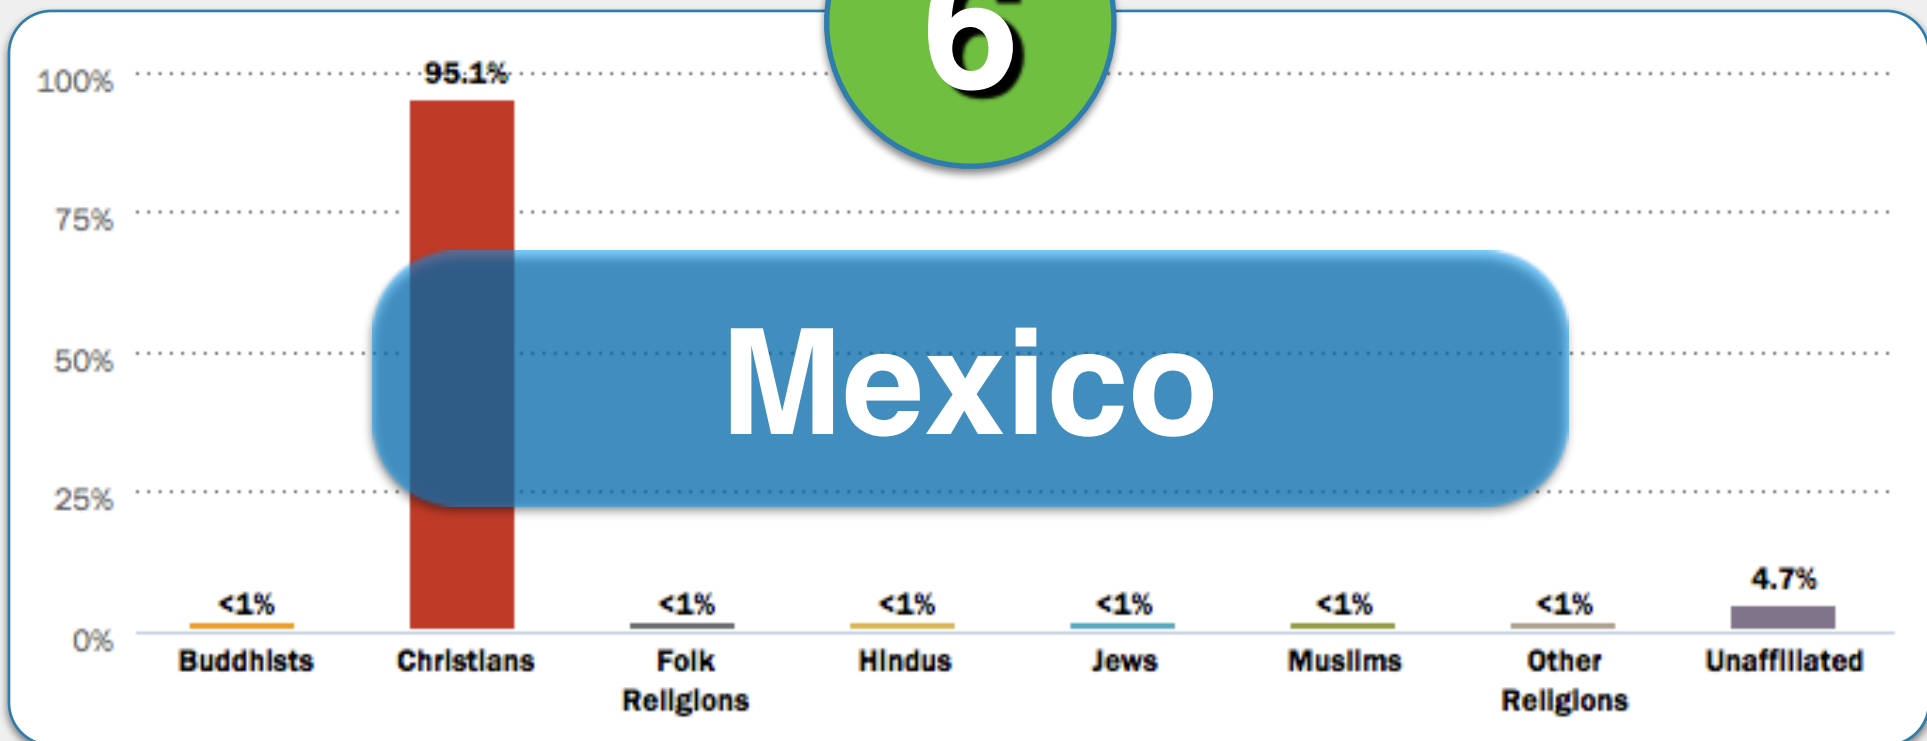 6
100%
95.1%
75%
Mexico
50%
25%
<1%
<1%
<1%
<1%
<1%
<1%
4.7%
0%
Buddhists
Christians
Folk
Religions
Hindus
Jews
Muslims
Other
Religions
Unaffiliated